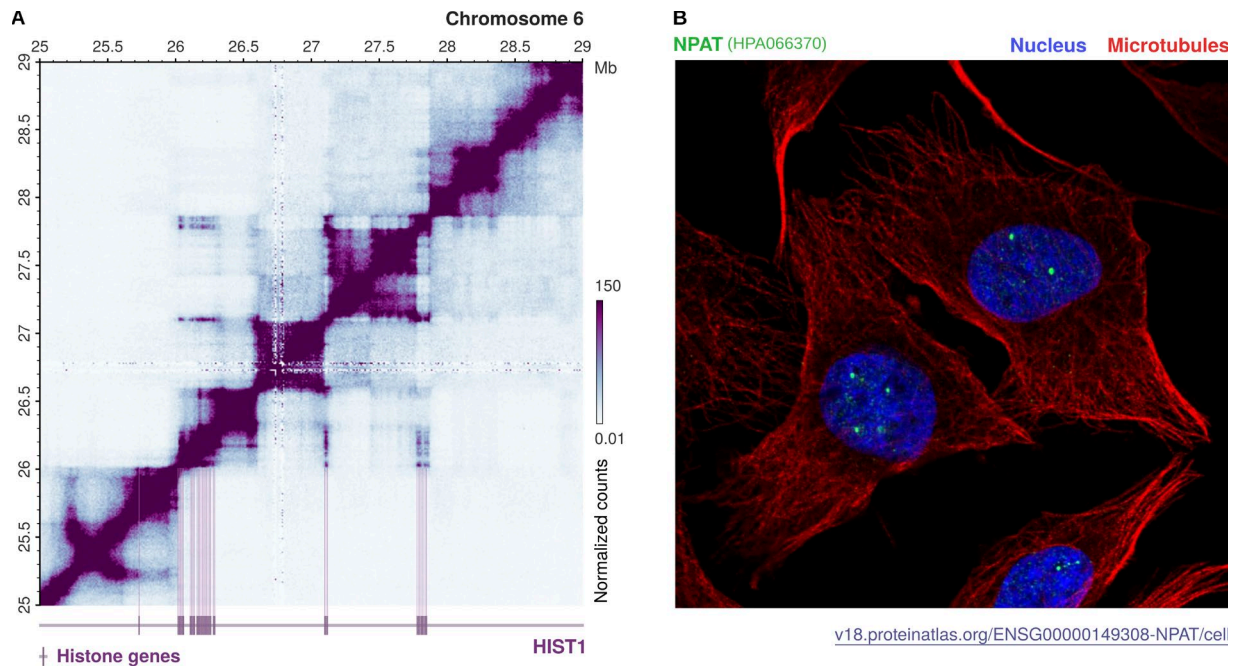 A
Chromosome 6
25 25.5 26 26.5 27 27.5 28 28.5 29
Mb
29
28.5
28
27.5
27
26.5
26
25.5
25
150
0.01
Normalized counts
HIST1
Histone genes
B
NPAT (HPA066370) Nucleus Microtubules
v18.proteinatlas.org/ENSG00000149308-NPAT/cell